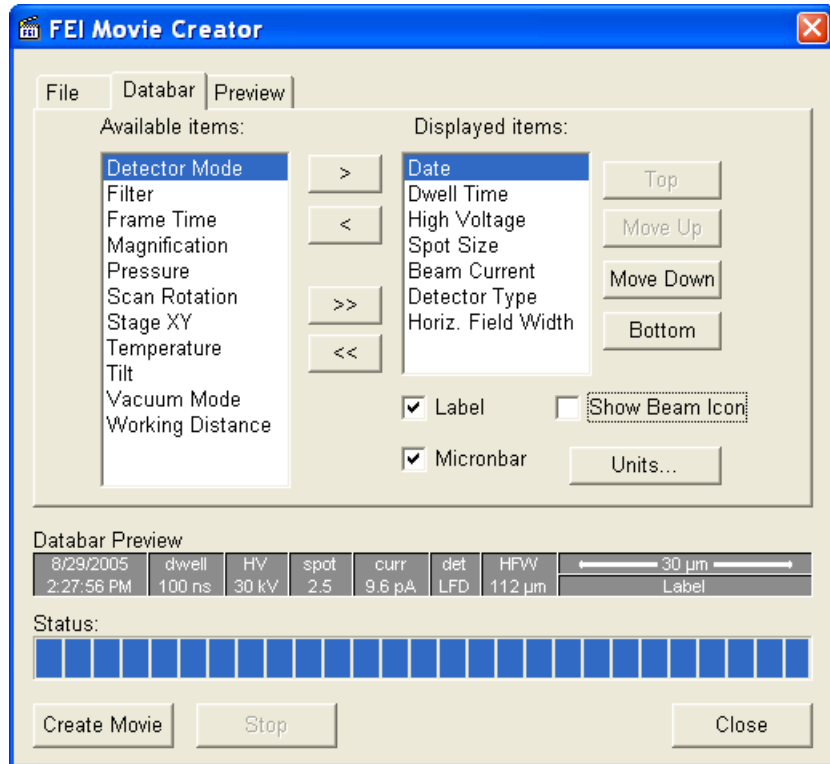 FEI Movie Creator
File Databar Preview
Available items:
Detector Mode
Filter
Frame Time
Magnification
Pressure
Scan Rotation
Stage XY
Temperature
Tilt
Vacuum Mode
Working Distance
>
<
>>
<<
Displayed items:
Date
Dwell Time
High Voltage
Spot Size
Beam Current
Detector Type
Horiz. Field Width
Top
Move Up
Move Down
Bottom
Label
Show Beam Icon
Micronbar
Units...
Databar Preview
8/29/2005 dwell HV spot curr det HFW 30 µm
2:27:56 PM 100 ns 30 kV 2.5 9.6 pA LFD 112 µm Label
Status:
Create Movie Stop Close